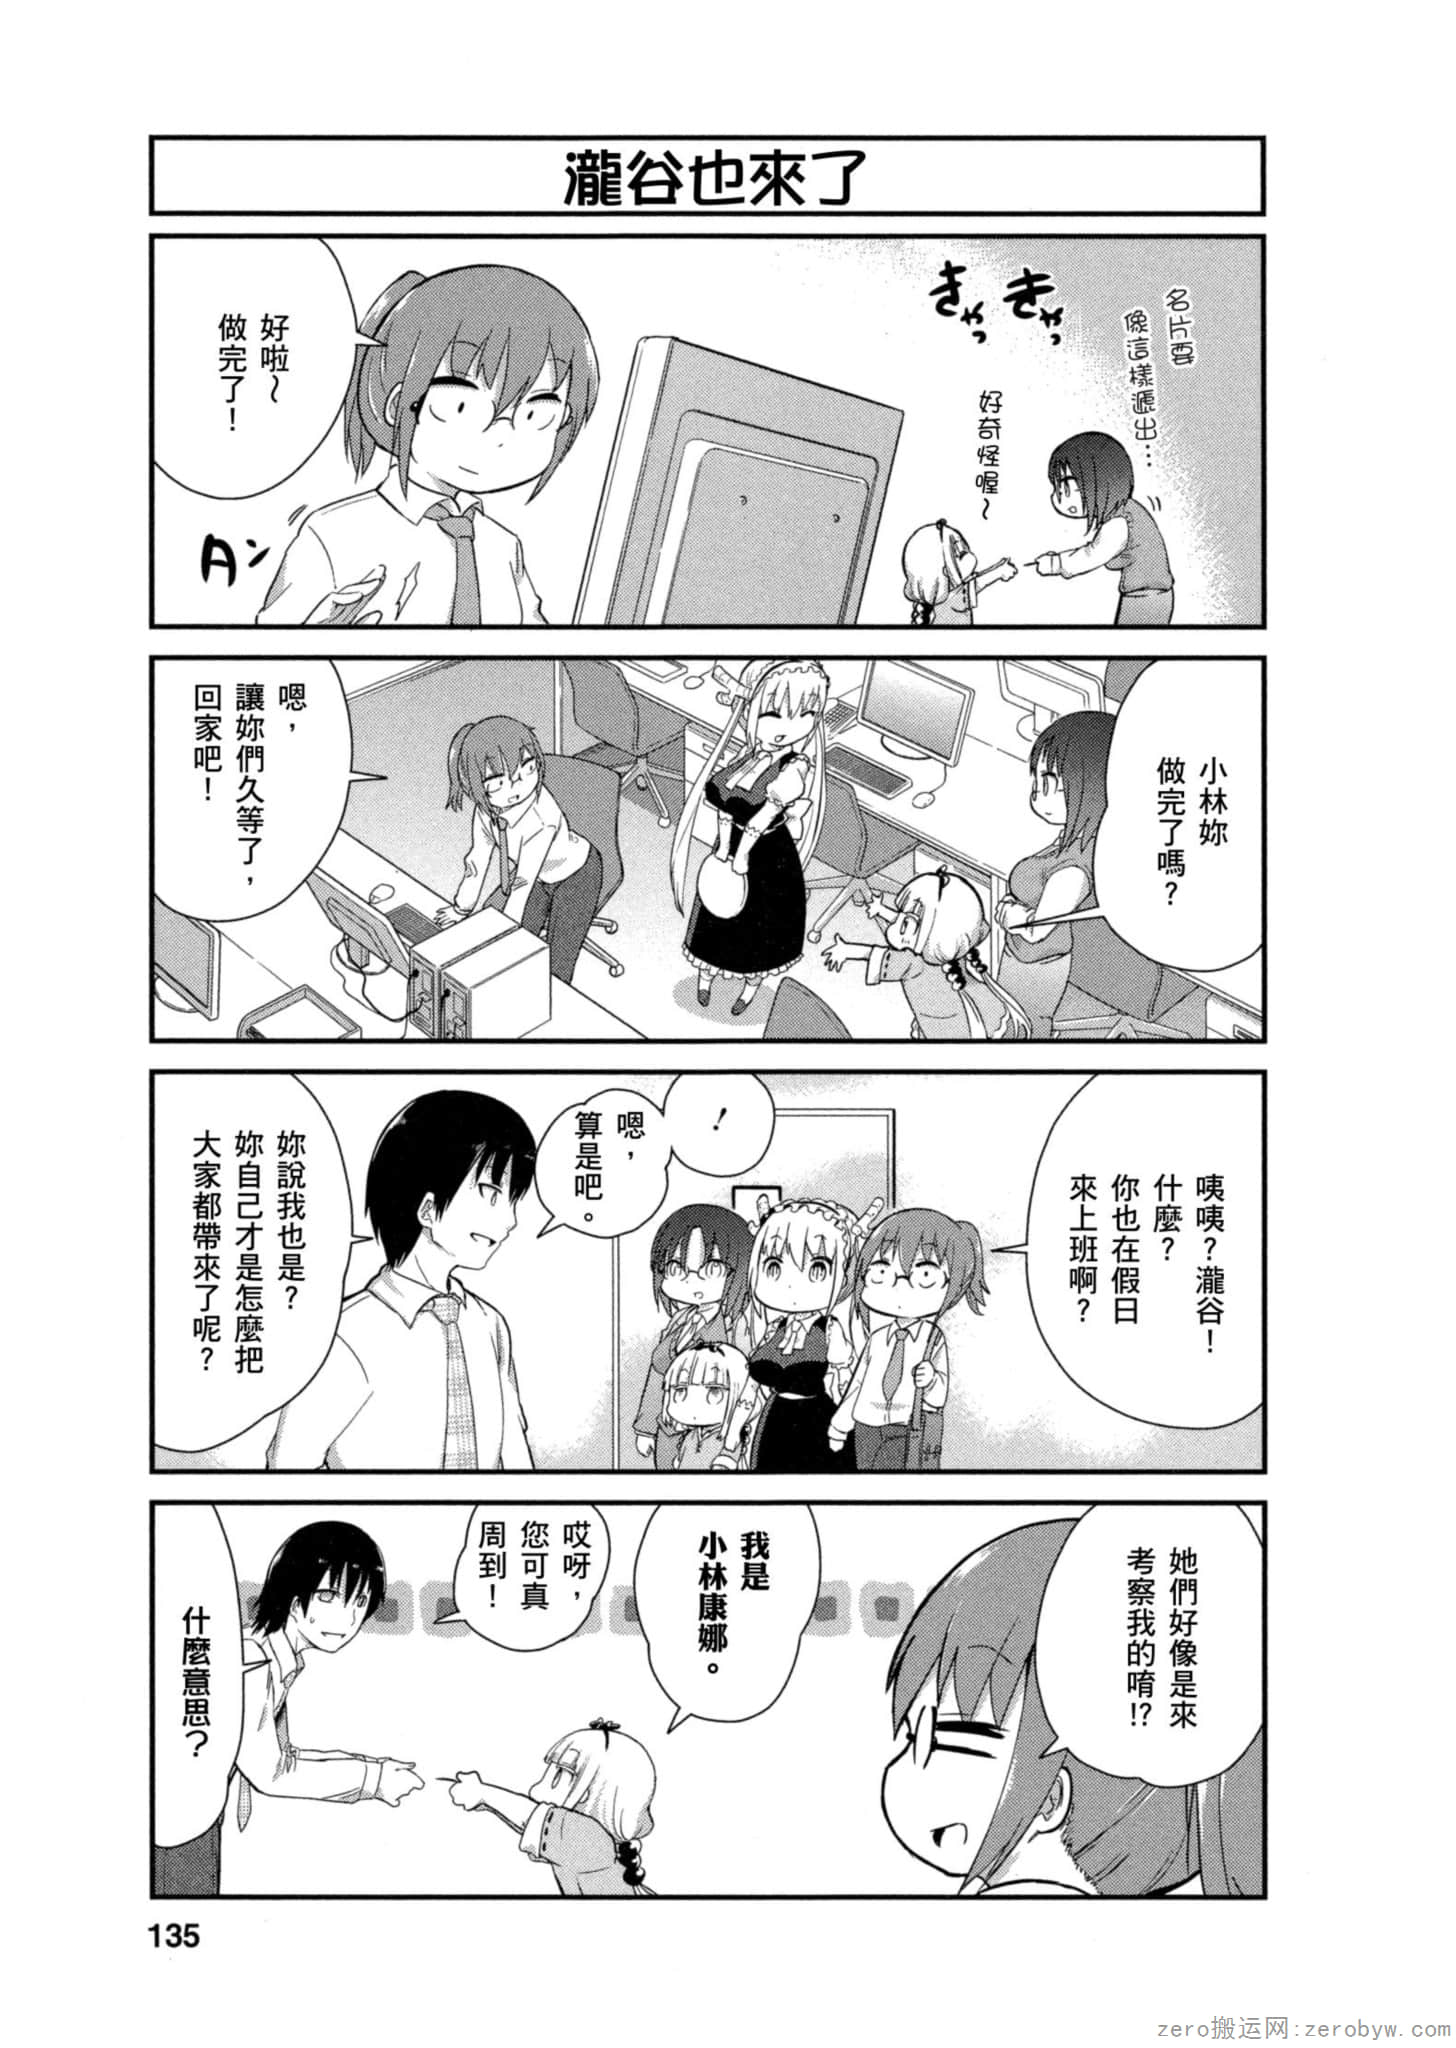 瀧谷也來了
名片要
像這樣遞出…
好奇怪喔～
きゃっ
きゃっ
好啦～
做完了！
タン
小林妳
做完了嗎？
嗯，
讓妳們久等了，
回家吧！
咦咦？瀧谷！
什麼？
你也在假日
來上班啊？
！
嗯，
算是吧。
妳說我也是？
妳自己才是怎麼把
大家都帶來了呢？
她們好像是來
考察我的唷!?
我是
小林康娜。
哎呀，
您可真
周到！
什麼意思？
135
zero搬运网:zerobyw.com